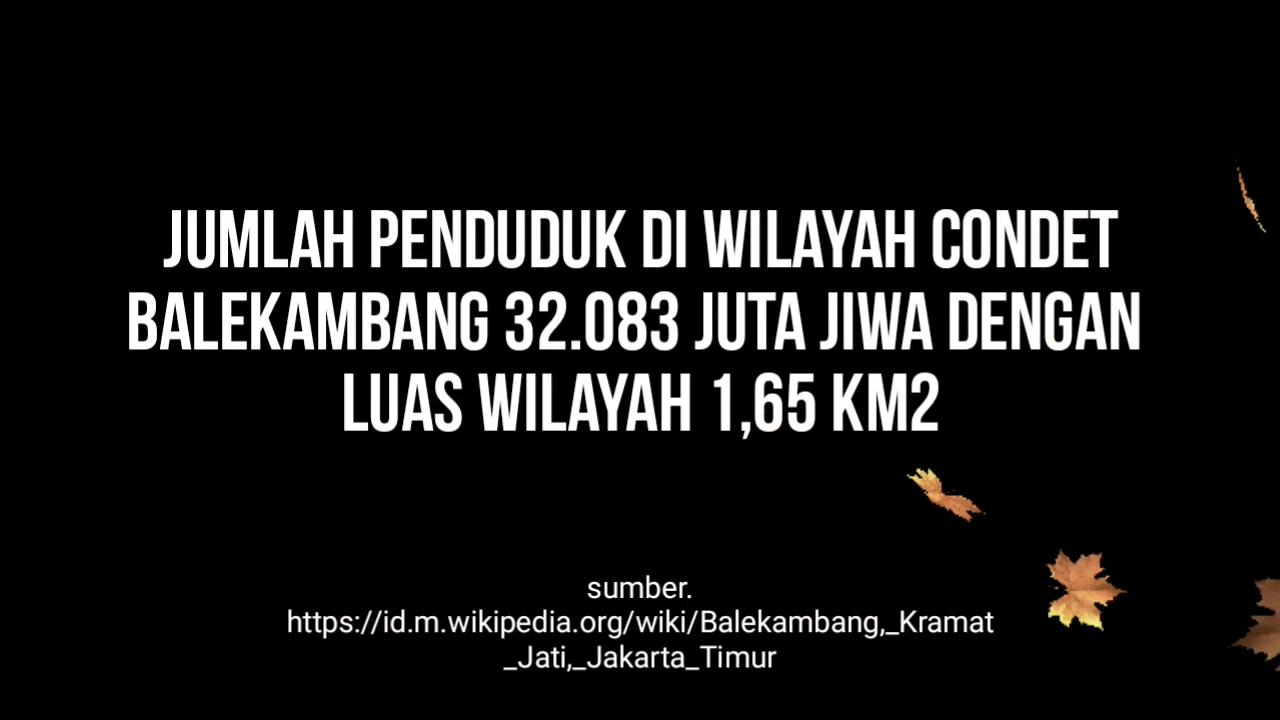 JUMLAH PENDUDUK DI WILAYAH CONDET
BALEKAMBANG 32.083 JUTA JIWA DENGAN
LUAS WILAYAH 1,65 KM2
sumber.
https://id.m.wikipedia.org/wiki/Balekambang,_Kramat
_Jati,_Jakarta_Timur